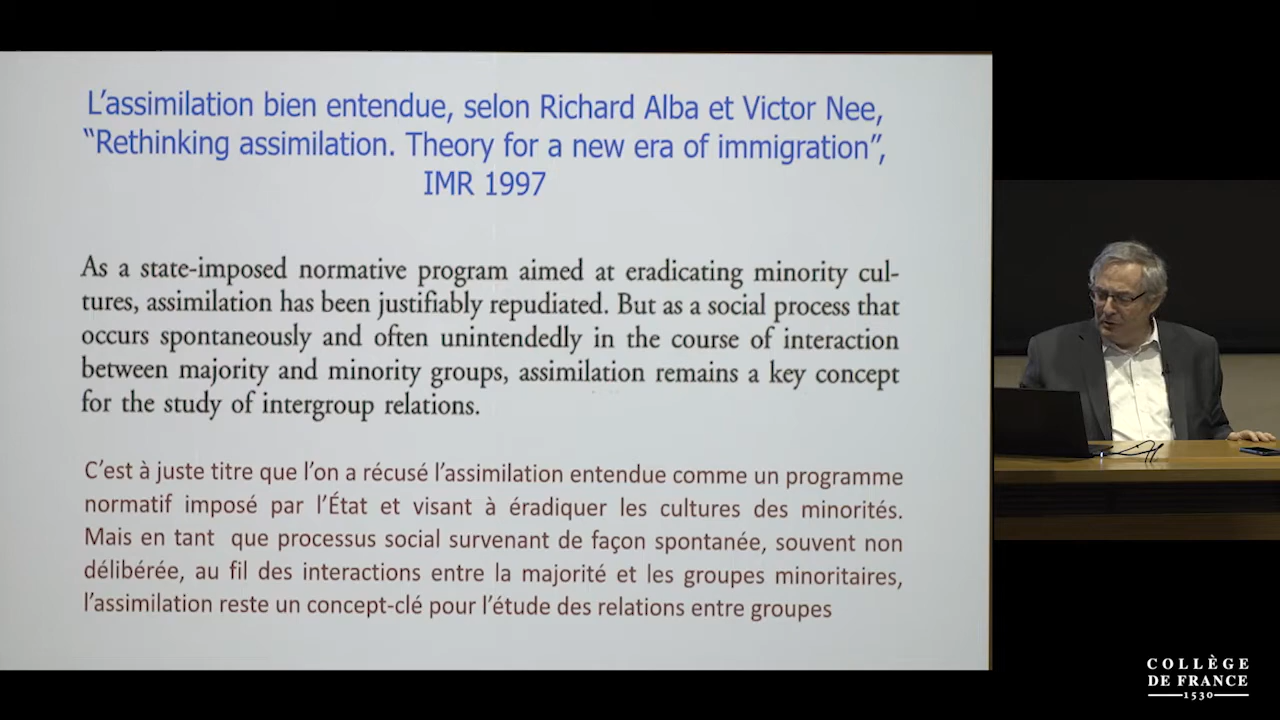 L'assimilation bien entendue, selon Richard Alba et Victor Nee,
“Rethinking assimilation. Theory for a new era of immigration”,
IMR 1997
As a state-imposed normative program aimed at eradicating minority cul-
tures, assimilation has been justifiably repudiated. But as a social process that
occurs spontaneously and often unintendedly in the course of interaction
between majority and minority groups, assimilation remains a key concept
for the study of intergroup relations.
C'est à juste titre que l'on a récusé l'assimilation entendue comme un programme
normatif imposé par l'État et visant à éradiquer les cultures des minorités.
Mais en tant que processus social survenant de façon spontanée, souvent non
délibérée, au fil des interactions entre la majorité et les groupes minoritaires,
l'assimilation reste un concept-clé pour l'étude des relations entre groupes
COLLÈGE
DE FRANCE
1530